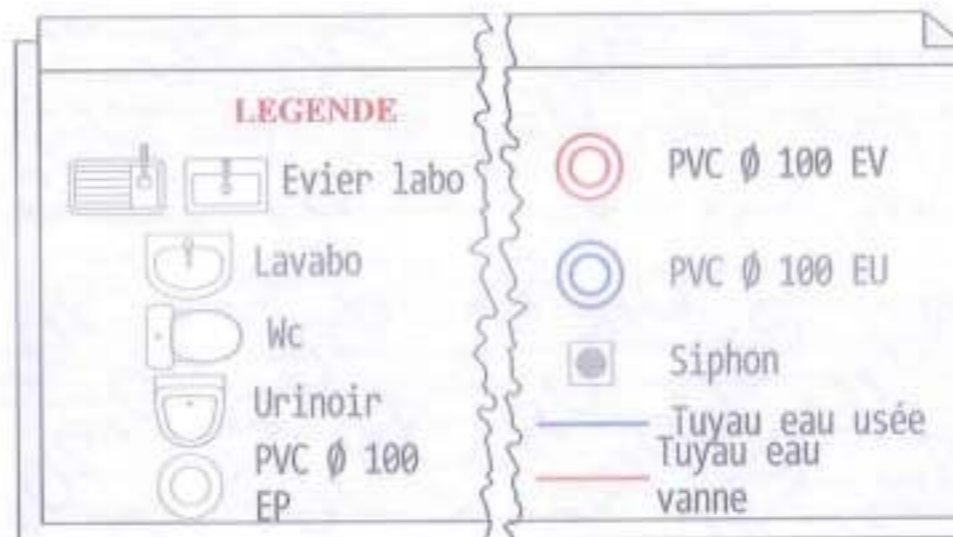 LEGENDE
Evier labo
Lavabo
Wc
Urinoir
PVC Ø 100
EP
PVC Ø 100 EV
PVC Ø 100 EU
Siphon
Tuyau eau usée
Tuyau eau
vanne